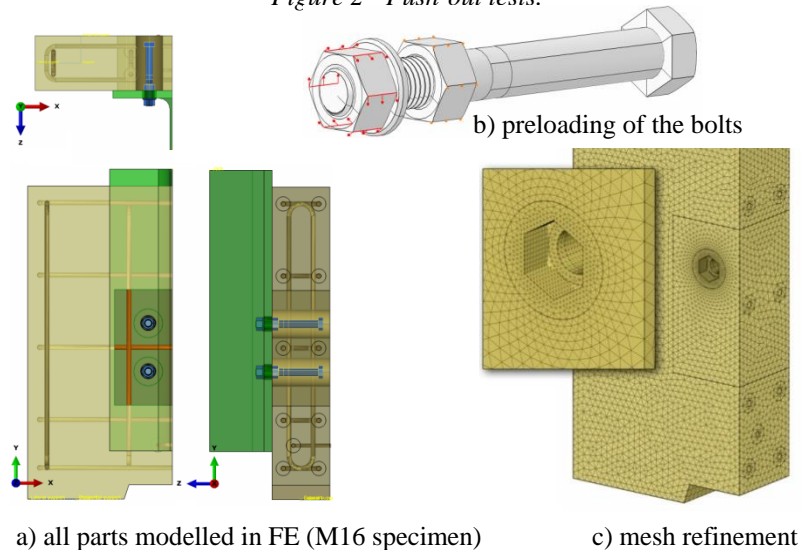 Figure 2 - Push-out tests.
b) preloading of the bolts
Y
X
Z
Y
X
Y
Z
a) all parts modelled in FE (M16 specimen)
c) mesh refinement